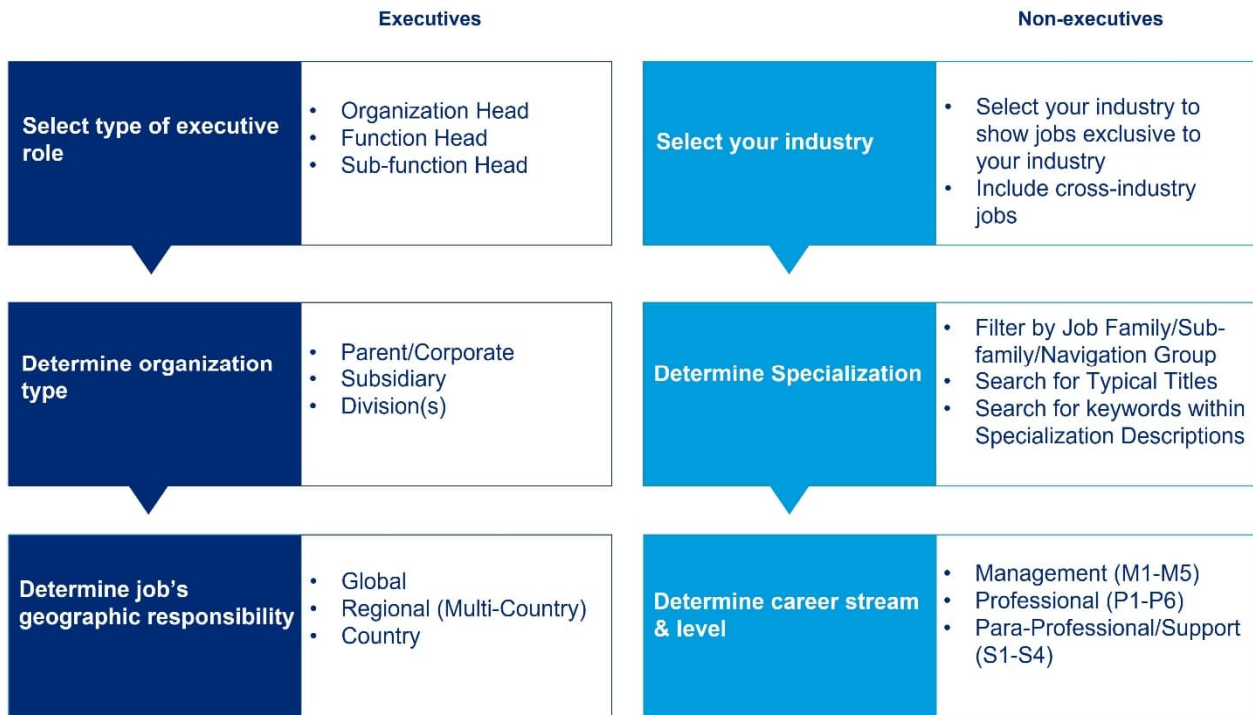 Executives
Select type of executive
role
• Organization Head
• Function Head
• Sub-function Head
Determine organization
type
• Parent/Corporate
• Subsidiary
• Division(s)
Determine job's
geographic responsibility
• Global
• Regional (Multi-Country)
• Country
Non-executives
Select your industry
• Select your industry to
show jobs exclusive to
your industry
• Include cross-industry
jobs
Determine Specialization
• Filter by Job Family/Sub-
family/Navigation Group
• Search for Typical Titles
• Search for keywords within
Specialization Descriptions
Determine career stream
& level
• Management (M1-M5)
• Professional (P1-P6)
• Para-Professional/Support
(S1-S4)